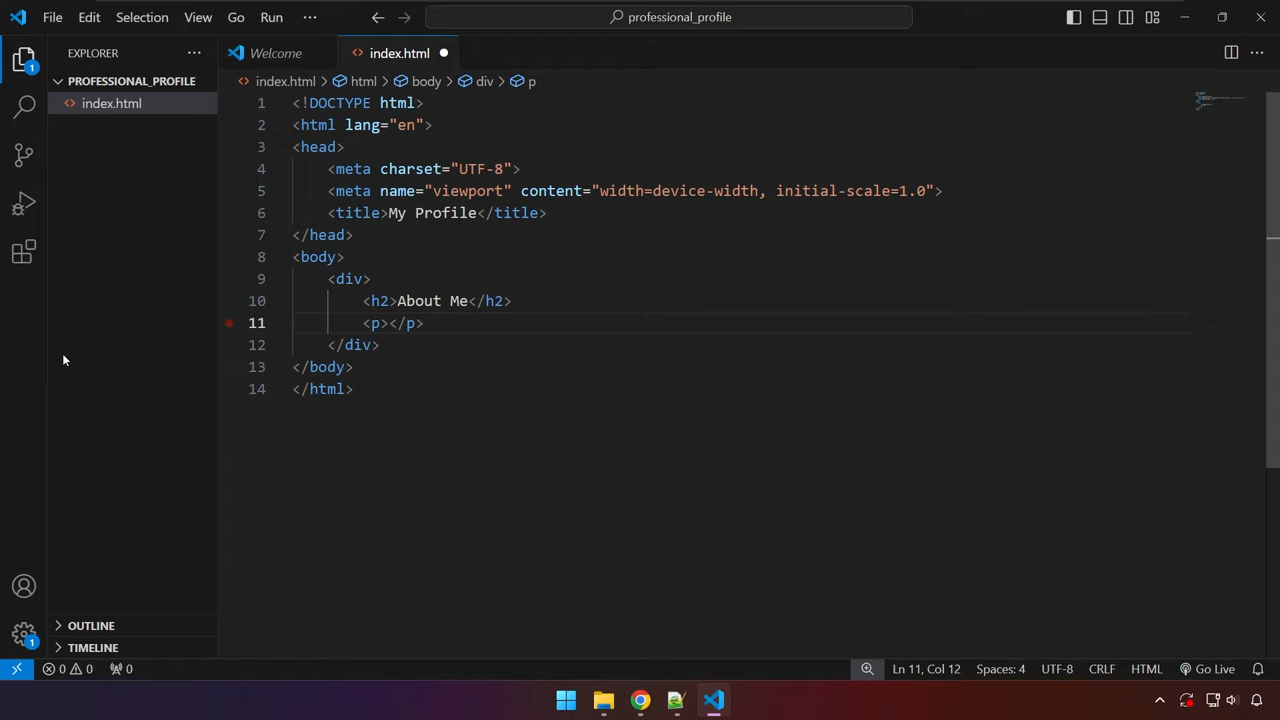 File Edit Selection View Go Run ··· professional_profile
EXPLORER ··· Welcome index.html
PROFESSIONAL_PROFILE index.html > html > body > div > p
index.html
1 <!DOCTYPE html>
2 <html lang="en">
3 <head>
4 <meta charset="UTF-8">
5 <meta name="viewport" content="width=device-width, initial-scale=1.0">
6 <title>My Profile</title>
7 </head>
8 <body>
9 <div>
10 <h2>About Me</h2>
11 <p></p>
12 </div>
13 </body>
14 </html>
1
OUTLINE
1
TIMELINE
0 0 0 Ln 11, Col 12 Spaces: 4 UTF-8 CRLF HTML Go Live